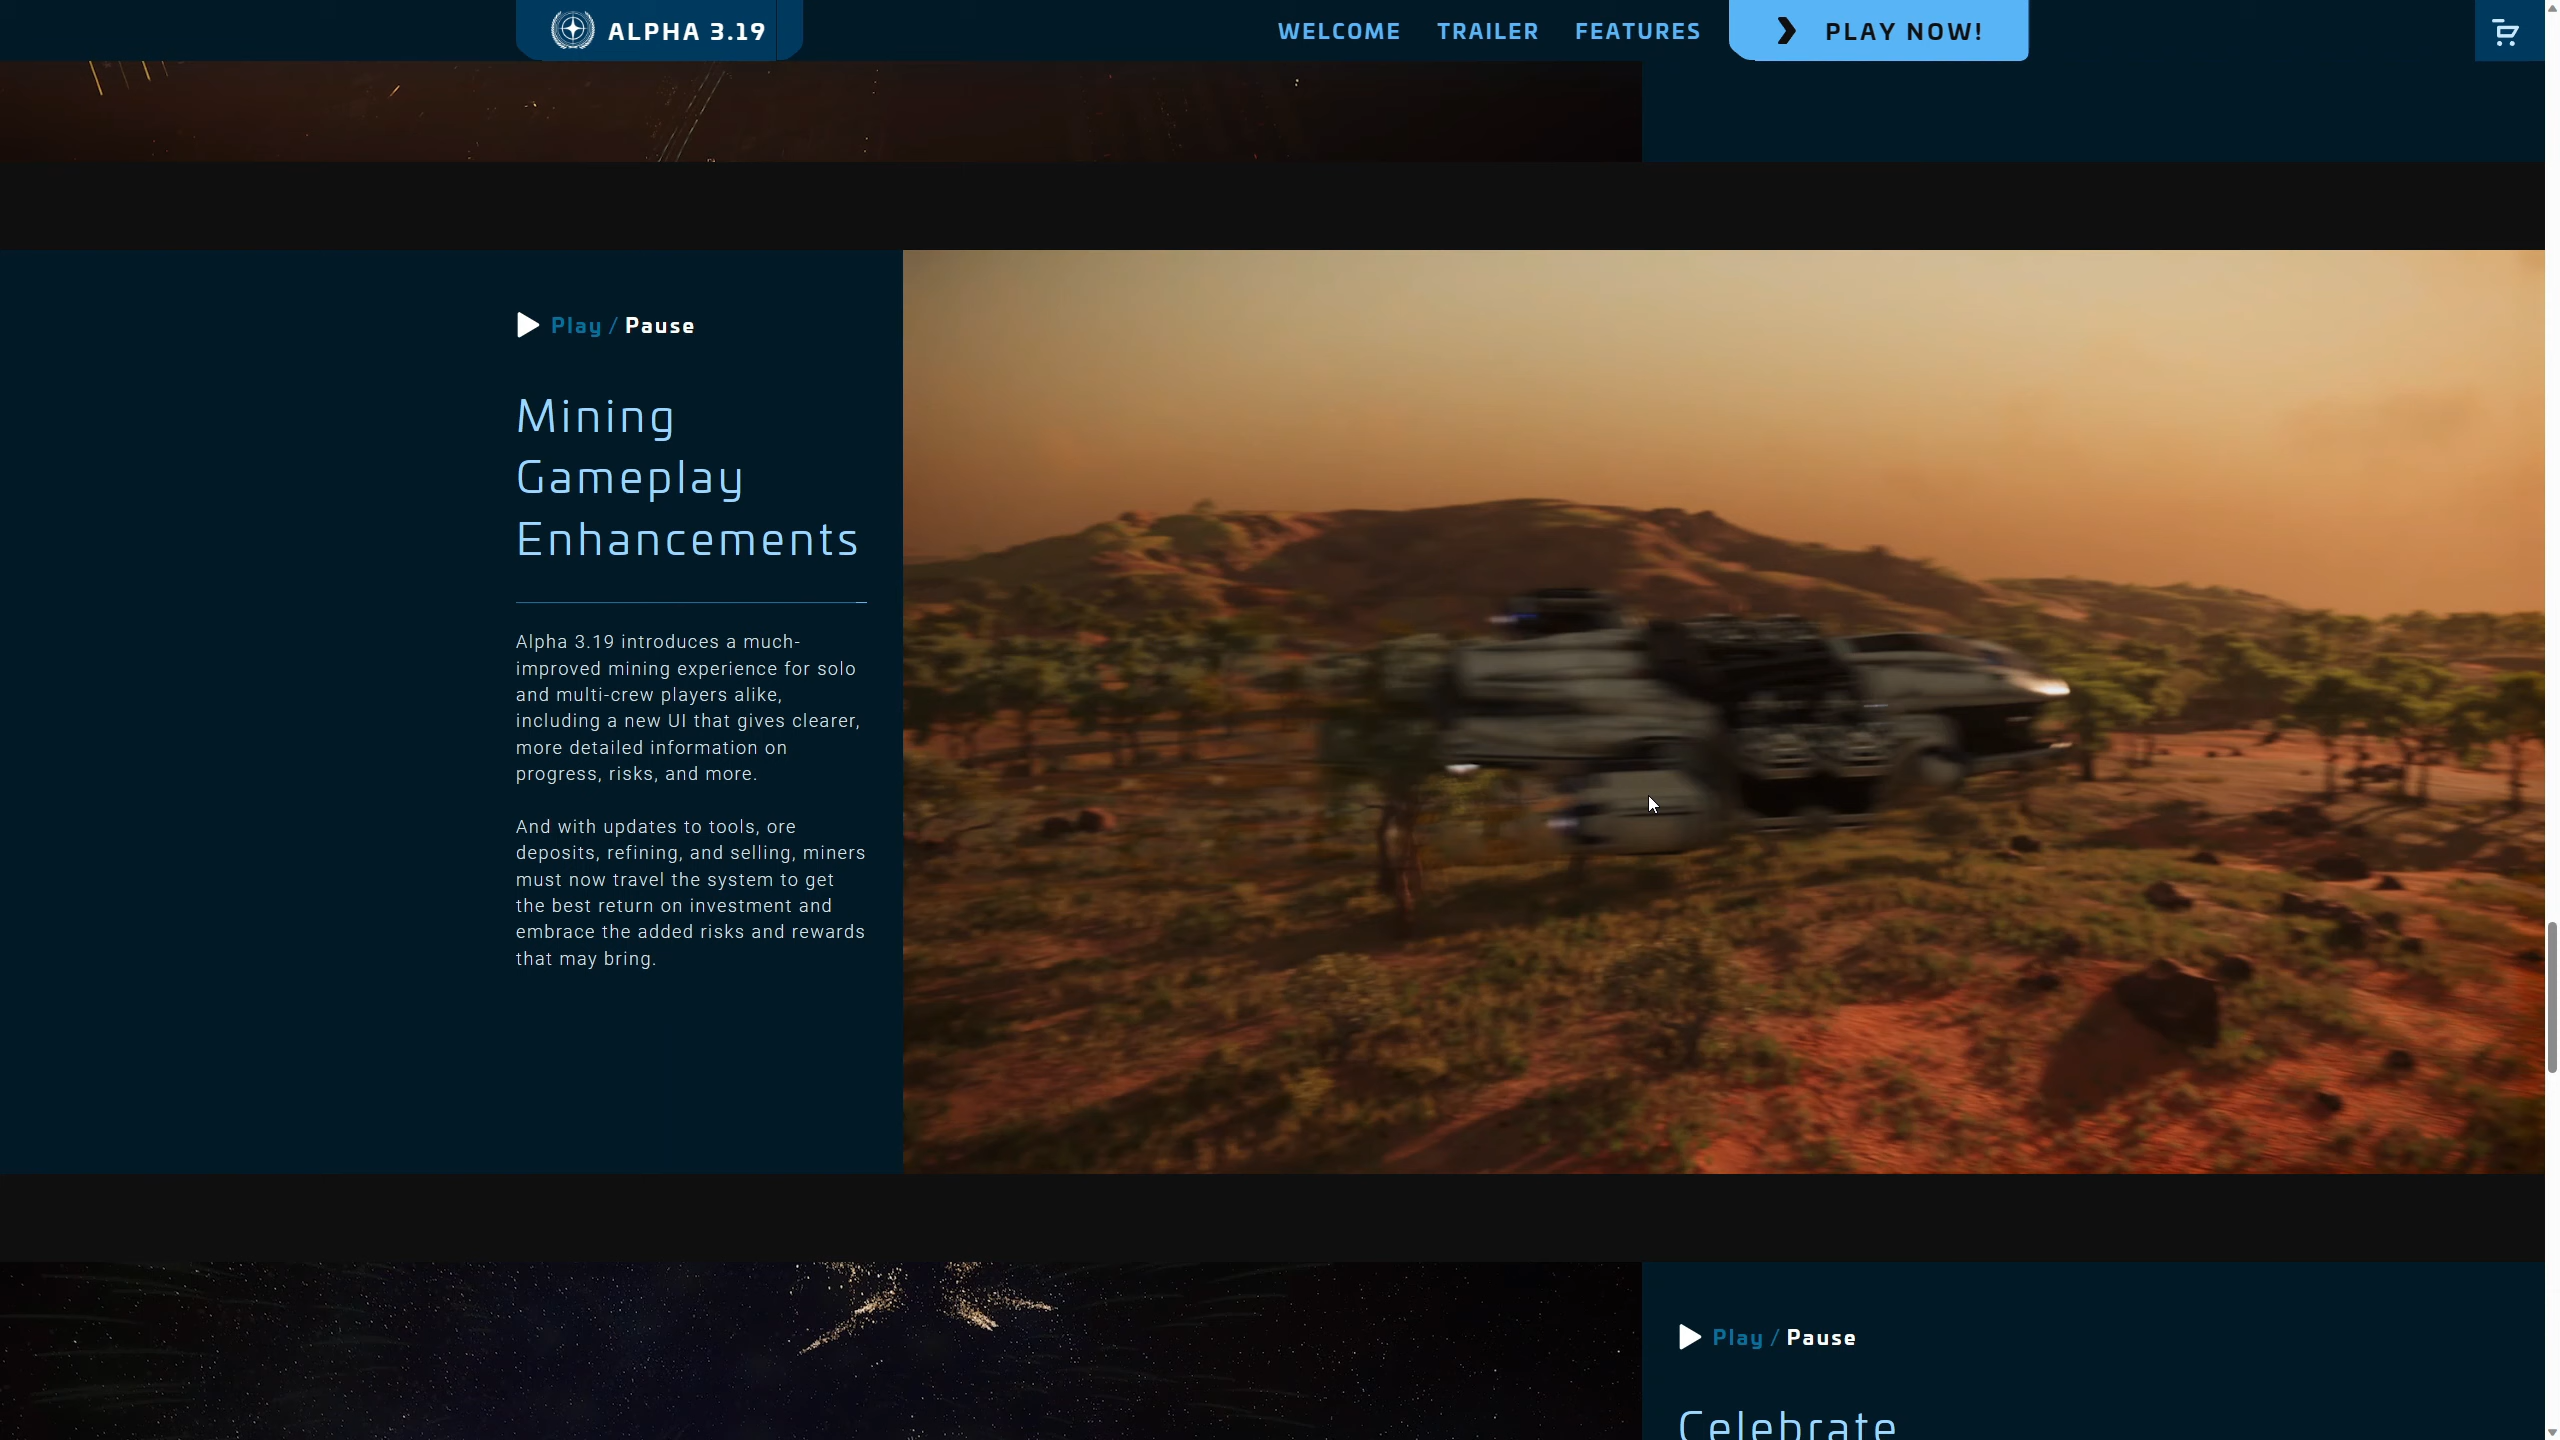 ALPHA 3.19
WELCOME
TRAILER
FEATURES
PLAY NOW!
Play / Pause
Mining
Gameplay
Enhancements
Alpha 3.19 introduces a much-
improved mining experience for solo
and multi-crew players alike,
including a new UI that gives clearer,
more detailed information on
progress, risks, and more.
And with updates to tools, ore
deposits, refining, and selling, miners
must now travel the system to get
the best return on investment and
embrace the added risks and rewards
that may bring.
Play / Pause
Celebrate